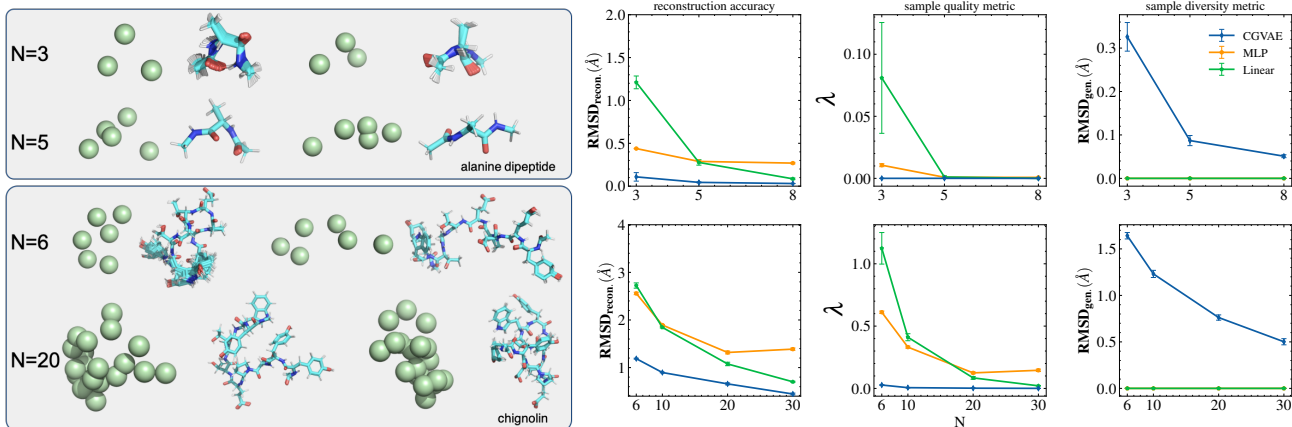 N=3
N=5
alanine dipeptide
N=6
N=20
chignolin
reconstruction accuracy
RMSD_recon.(Å)
2.0
1.5
1.0
0.5
0.0
3 5 8
sample quality metric
λ
0.10
0.05
0.00
3 5 8
sample diversity metric
RMSD_gen.(Å)
0.3
0.2
0.1
0.0
3 5 8
CGVAE
MLP
Linear
RMSD_recon.(Å)
4
3
2
1
6 10 20 30
λ
1.0
0.5
0.0
6 10 20 30
N
RMSD_gen.(Å)
1.5
1.0
0.5
0.0
6 10 20 30